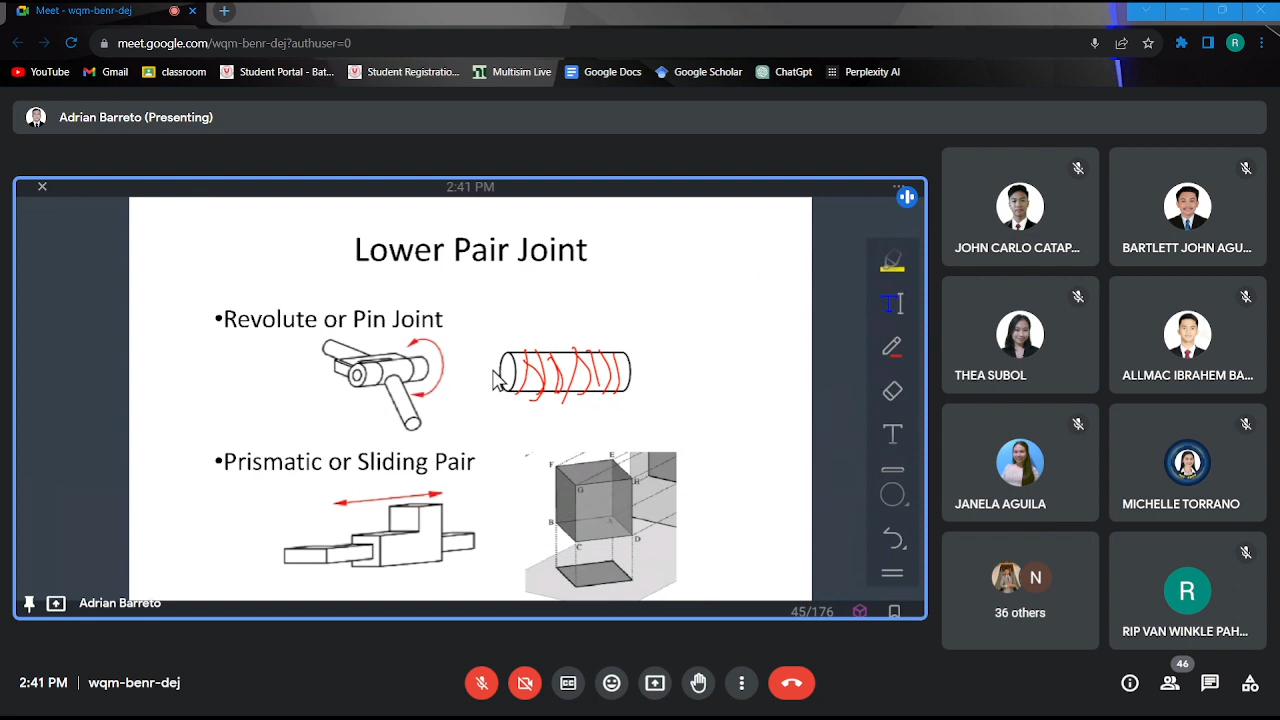 Meet - wqm-benr-dej
meet.google.com/wqm-benr-dej?authuser=0
R
YouTube
Gmail
classroom
Student Portal – Bat...
Student Registratio...
Multisim Live
Google Docs
Google Scholar
ChatGPT
Perplexity AI
Adrian Barreto (Presenting)
2:41 PM
Lower Pair Joint
•Revolute or Pin Joint
•Prismatic or Sliding Pair
F
E
G
H
B
A
C
D
T
T
45/176
Adrian Barreto
JOHN CARLO CATAP...
BARTLETT JOHN AGU...
THEA SUBOL
ALLMAC IBRAHEM BA...
JANELA AGUILA
MICHELLE TORRANO
N
36 others
R
RIP VAN WINKLE PAH...
2:41 PM
wqm-benr-dej
46